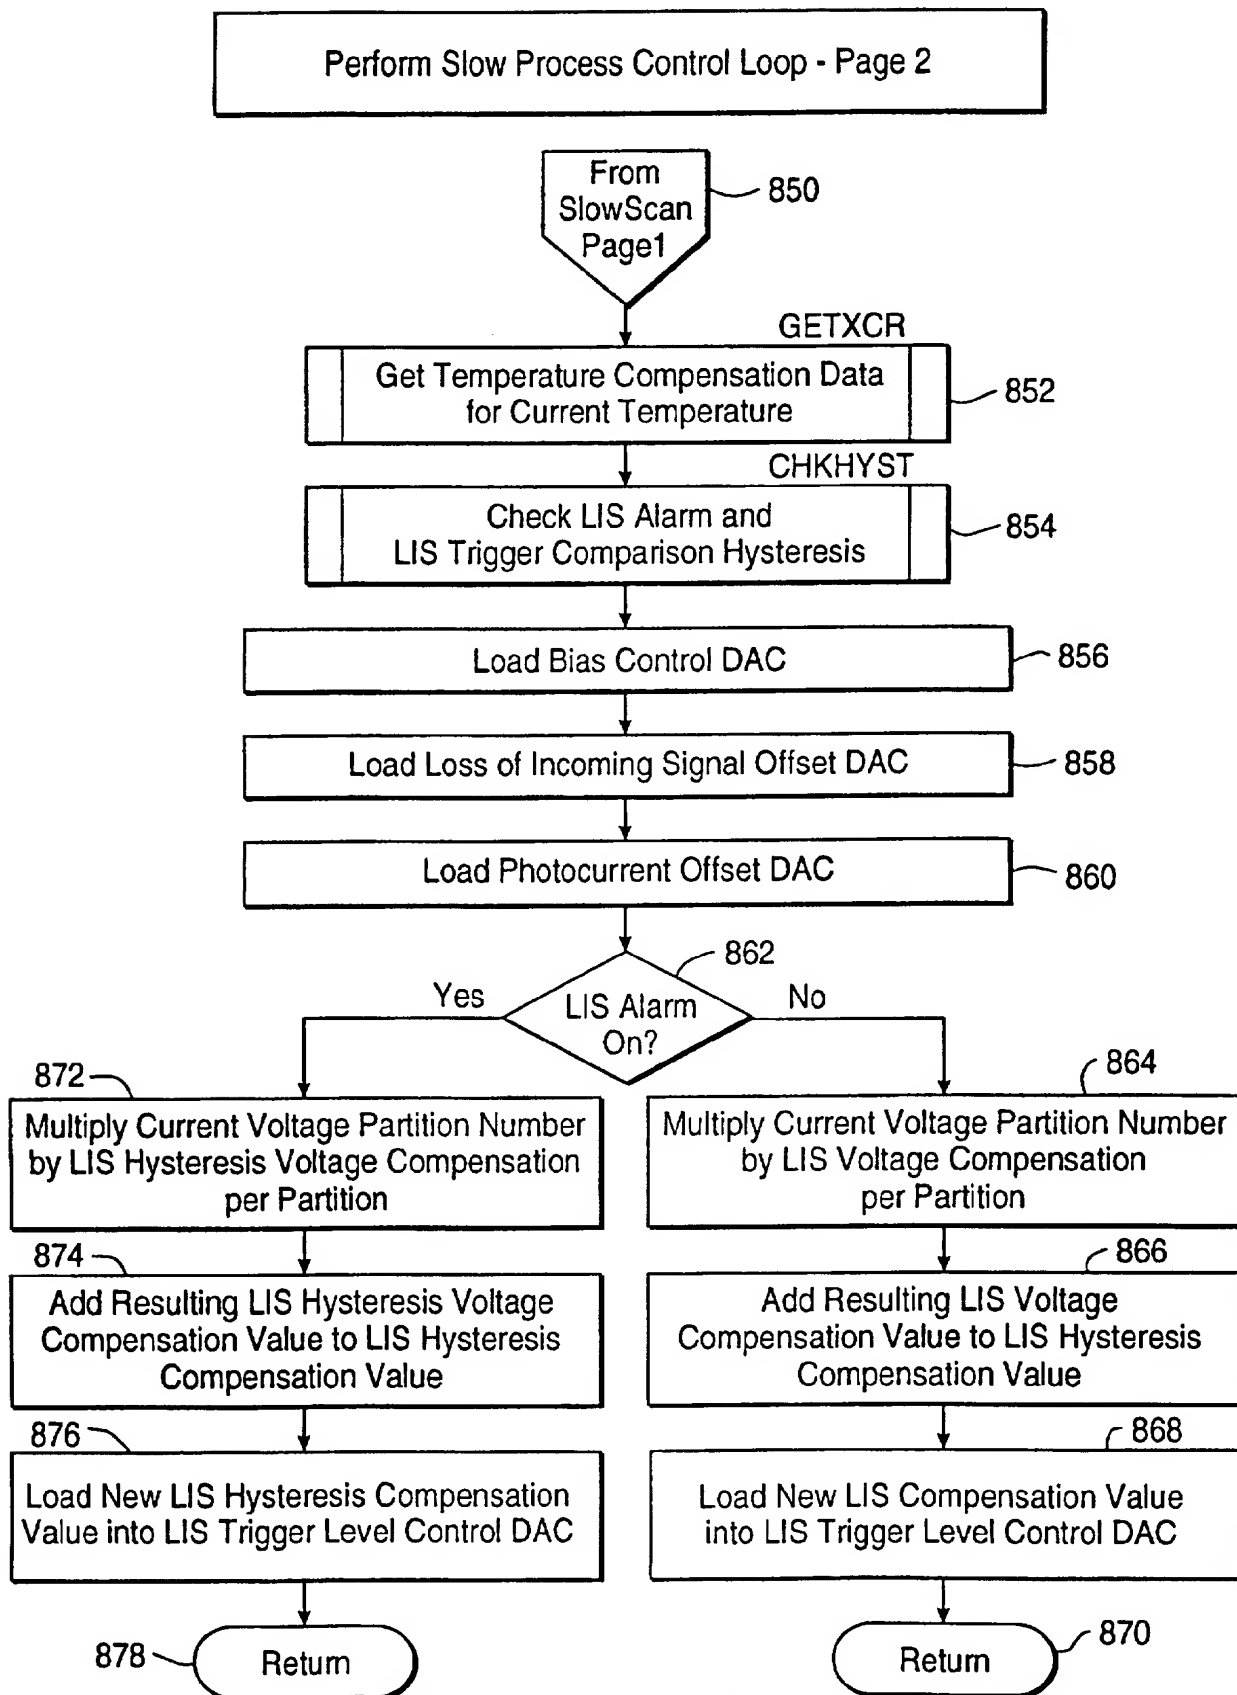 Perform Slow Process Control Loop - Page 2
From
SlowScan
Page1
850
GETXCR
Get Temperature Compensation Data
for Current Temperature
852
CHKHYST
Check LIS Alarm and
LIS Trigger Comparison Hysteresis
854
Load Bias Control DAC
856
Load Loss of Incoming Signal Offset DAC
858
Load Photocurrent Offset DAC
860
862
Yes
LIS Alarm
On?
No
872
Multiply Current Voltage Partition Number
by LIS Hysteresis Voltage Compensation
per Partition
874
Add Resulting LIS Hysteresis Voltage
Compensation Value to LIS Hysteresis
Compensation Value
876
Load New LIS Hysteresis Compensation
Value into LIS Trigger Level Control DAC
878
Return
864
Multiply Current Voltage Partition Number
by LIS Voltage Compensation
per Partition
866
Add Resulting LIS Voltage
Compensation Value to LIS Hysteresis
Compensation Value
868
Load New LIS Compensation Value
into LIS Trigger Level Control DAC
870
Return